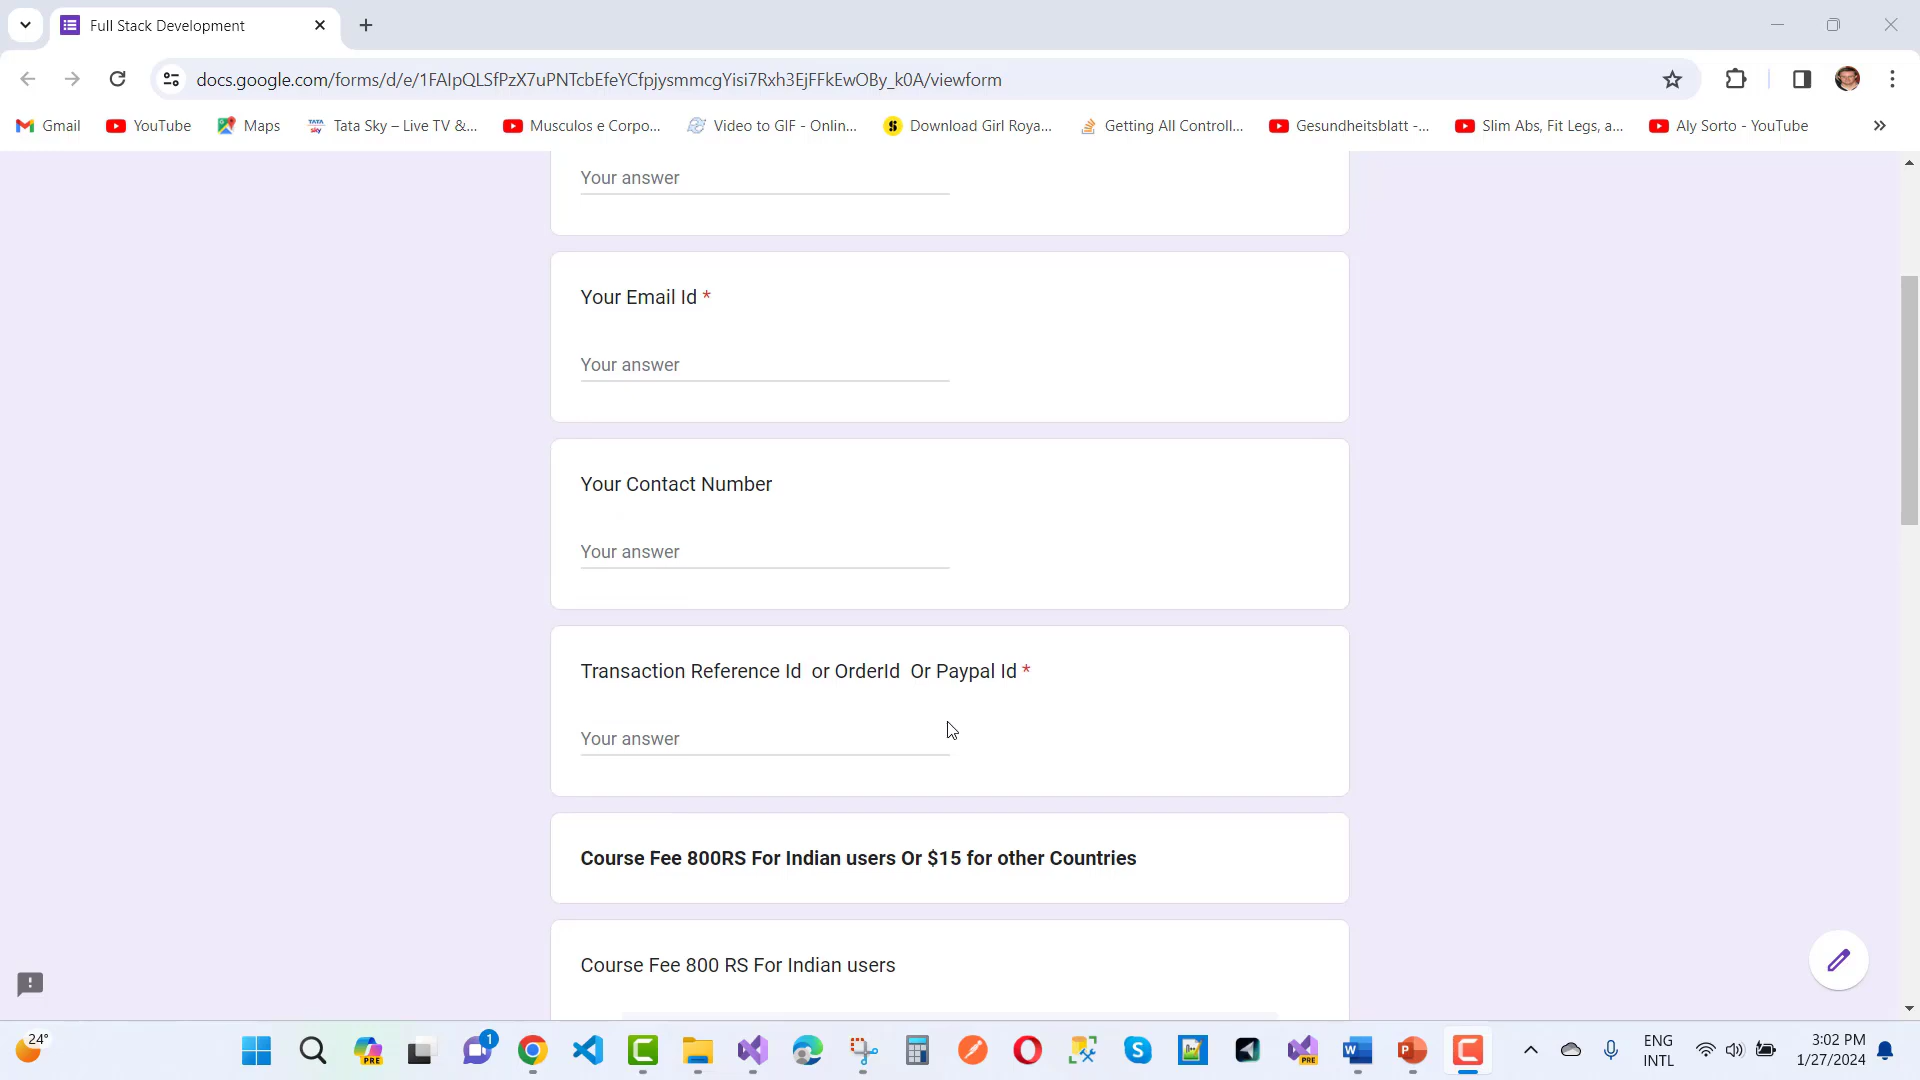 Full Stack Development
docs.google.com/forms/d/e/1FAIpQLSfPzX7uPNTcbEfeYCfpjysmmcgYisi7Rxh3EjFFkEwOBy_k0A/viewform
Gmail
YouTube
Maps
Tata Sky – Live TV &...
Musculos e Corpo...
Video to GIF - Onlin...
Download Girl Roya...
Getting All Controll...
Gesundheitsblatt -...
Slim Abs, Fit Legs, a...
Aly Sorto - YouTube
Your answer
Your Email Id *
Your answer
Your Contact Number
Your answer
Transaction Reference Id  or OrderId  Or Paypal Id *
Your answer
Course Fee 800RS For Indian users Or $15 for other Countries
Course Fee 800 RS For Indian users
24°
PRE
1
PRE
ENG
INTL
3:02 PM
1/27/2024